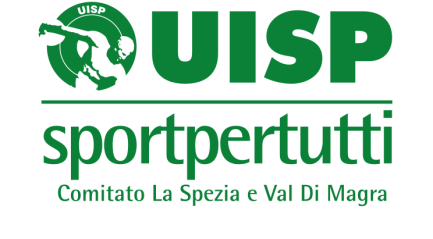 UISP
UISP
sportpertutti
Comitato La Spezia e Val Di Magra